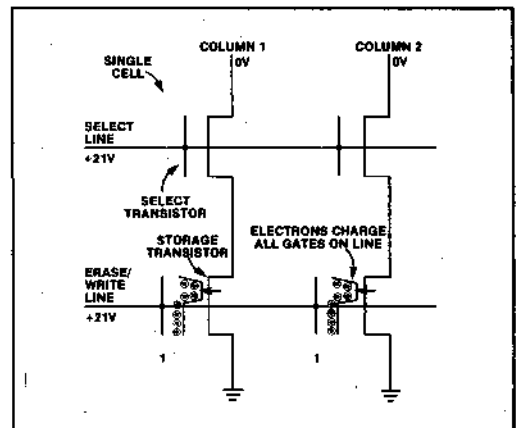 COLUMN 1
0V
COLUMN 2
0V
SINGLE
CELL
SELECT
LINE
+21V
SELECT
TRANSISTOR
STORAGE
TRANSISTOR
ELECTRONS CHARGE
ALL GATES ON LINE
ERASE/
WRITE
LINE
+21V
1
1